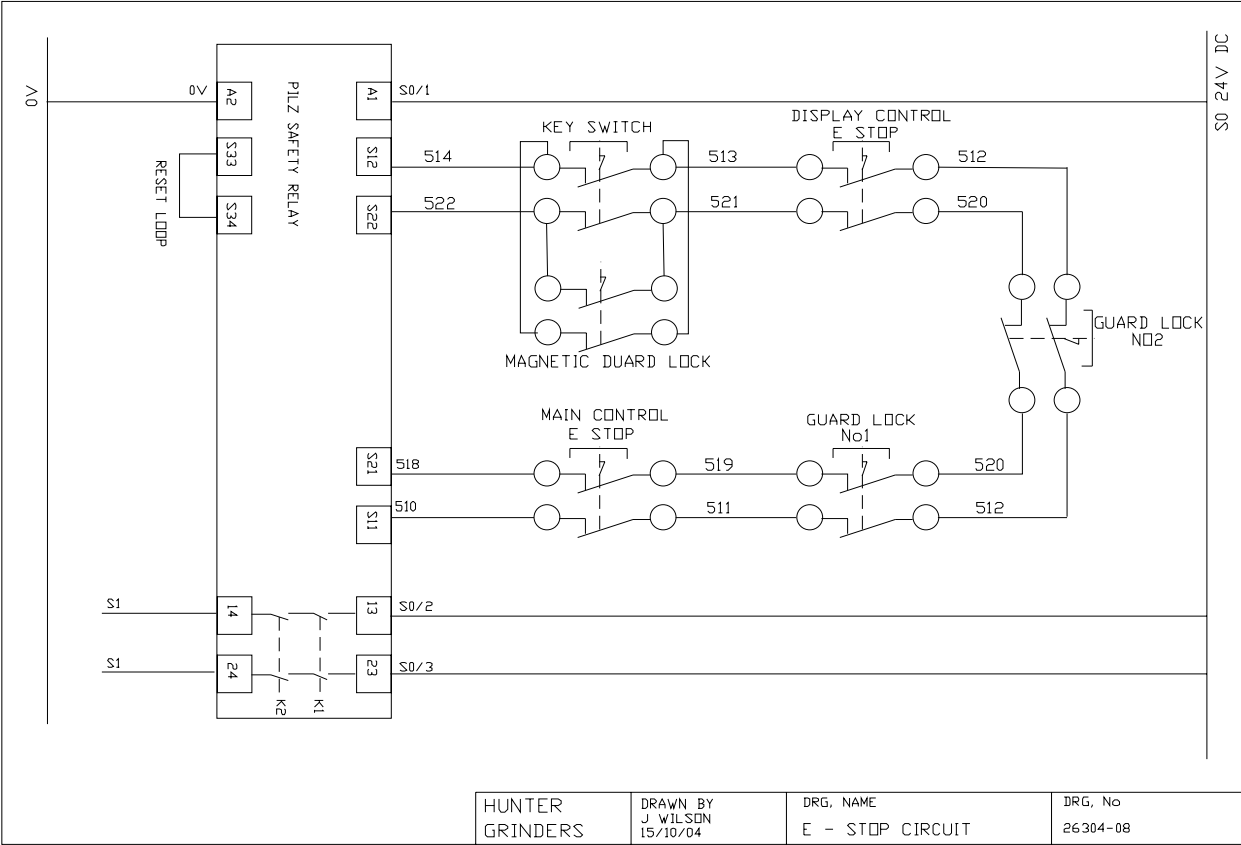 0V
S0 24V DC
0V
A2
PILZ SAFETY RELAY
A1
S0/1
KEY SWITCH
DISPLAY CONTROL
E STOP
S33
S12
514
513
512
RESET LOOP
S34
S22
522
521
520
GUARD LOCK
NO2
MAGNETIC DUARD LOCK
MAIN CONTROL
E STOP
GUARD LOCK
No1
S21
518
519
520
S11
510
511
512
S1
14
13
S0/2
S1
24
23
S0/3
K2
K1
HUNTER
GRINDERS
DRAWN BY
J WILSON
15/10/04
DRG. NAME
E - STOP CIRCUIT
DRG. No
26304-08